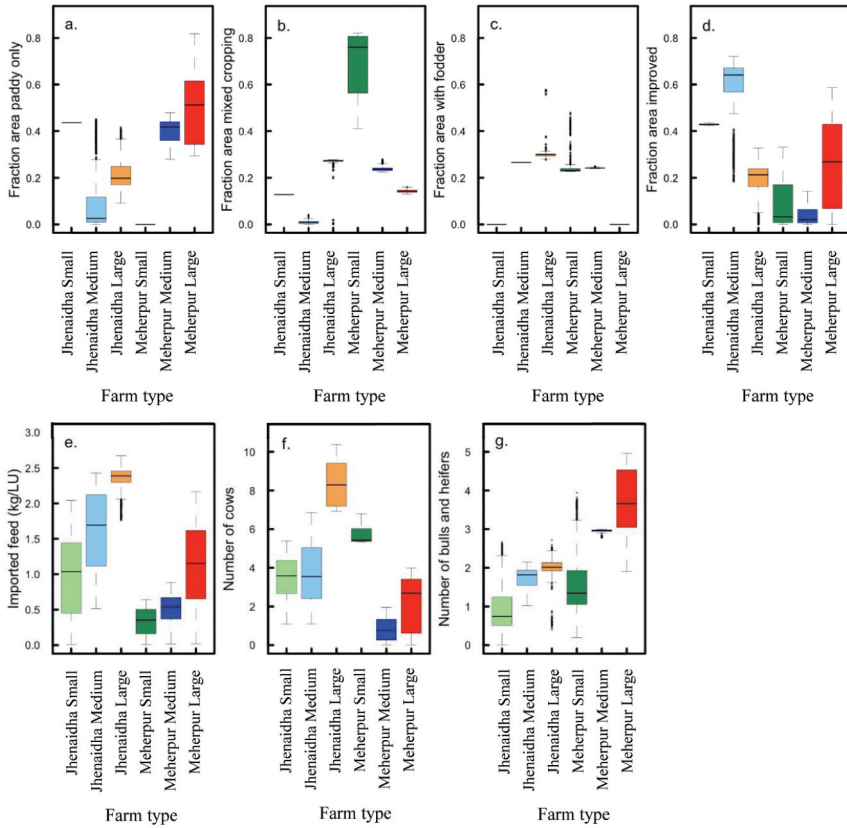 a.
Fraction area paddy only
0.8
0.6
0.4
0.2
0.0
Jhenaidha Small
Jhenaidha Medium
Jhenaidha Large
Meherpur Small
Meherpur Medium
Meherpur Large
Farm type
b.
Fraction area mixed cropping
0.8
0.6
0.4
0.2
0.0
Jhenaidha Small
Jhenaidha Medium
Jhenaidha Large
Meherpur Small
Meherpur Medium
Meherpur Large
Farm type
c.
Fraction area with fodder
0.8
0.6
0.4
0.2
0.0
Jhenaidha Small
Jhenaidha Medium
Jhenaidha Large
Meherpur Small
Meherpur Medium
Meherpur Large
Farm type
d.
Fraction area improved
0.8
0.6
0.4
0.2
0.0
Jhenaidha Small
Jhenaidha Medium
Jhenaidha Large
Meherpur Small
Meherpur Medium
Meherpur Large
Farm type
e.
Imported feed (kg/LU)
3.0
2.5
2.0
1.5
1.0
0.5
0.0
Jhenaidha Small
Jhenaidha Medium
Jhenaidha Large
Meherpur Small
Meherpur Medium
Meherpur Large
Farm type
f.
Number of cows
10
8
6
4
2
0
Jhenaidha Small
Jhenaidha Medium
Jhenaidha Large
Meherpur Small
Meherpur Medium
Meherpur Large
Farm type
g.
Number of bulls and heifers
5
4
3
2
1
0
Jhenaidha Small
Jhenaidha Medium
Jhenaidha Large
Meherpur Small
Meherpur Medium
Meherpur Large
Farm type